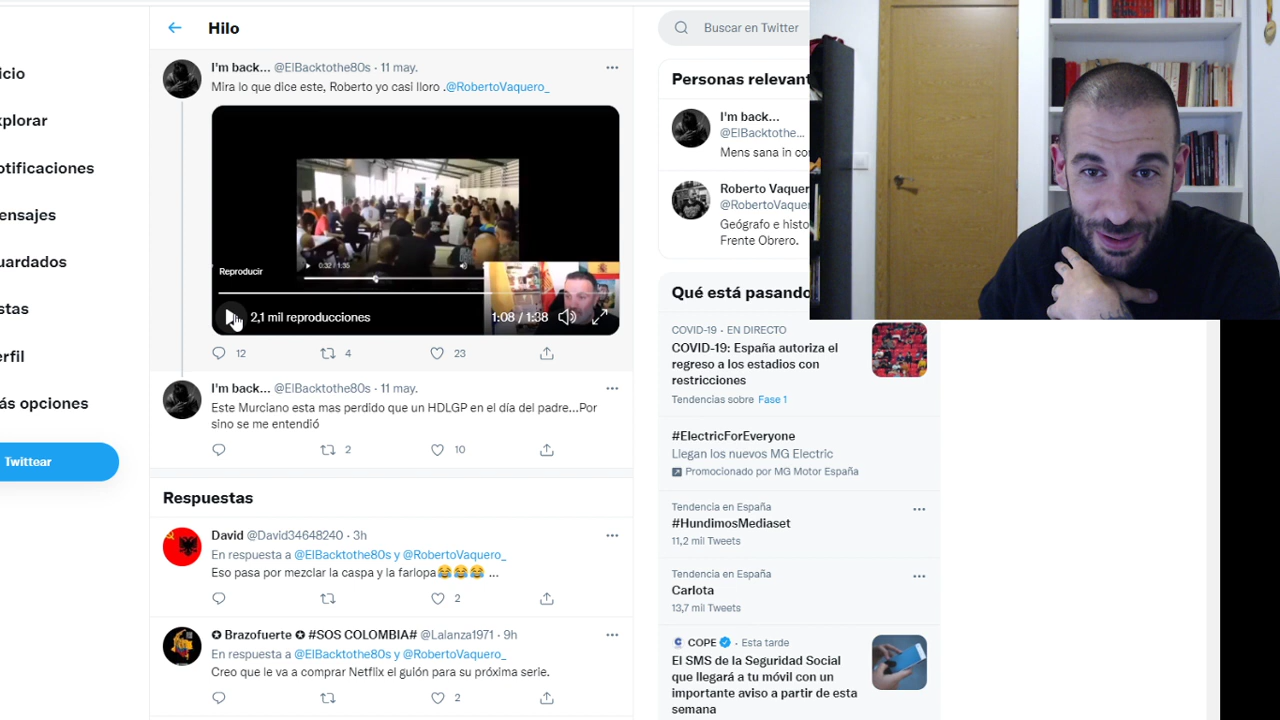 Hilo
Buscar en Twitter
icio
xplorar
otificaciones
ensajes
uardados
stas
erfil
ás opciones
Twittear
I'm back... @ElBacktothe80s · 11 may.
Mira lo que dice este, Roberto yo casi lloro .@RobertoVaquero_
Reproducir
0:32 / 1:35
2,1 mil reproducciones
1:08 / 1:38
12
4
23
I'm back... @ElBacktothe80s · 11 may.
Este Murciano esta mas perdido que un HDLGP en el día del padre...Por
sino se me entendió
2
10
Respuestas
David @David34648240 · 3h
En respuesta a @ElBacktothe80s y @RobertoVaquero_
Eso pasa por mezclar la caspa y la farlopa😂😂😂 ...
2
✪ Brazofuerte ✪ #SOS COLOMBIA# @Lalanza1971 · 9h
En respuesta a @ElBacktothe80s y @RobertoVaquero_
Creo que le va a comprar Netflix el guión para su próxima serie.
2
Personas relevant
I'm back...
@ElBacktothe...
Mens sana in co
Roberto Vaquer
@RobertoVaque
Geógrafo e histo
Frente Obrero.
Qué está pasando
COVID-19 · EN DIRECTO
COVID-19: España autoriza el
regreso a los estadios con
restricciones
Tendencias sobre Fase 1
#ElectricForEveryone
Llegan los nuevos MG Electric
Promocionado por MG Motor España
Tendencia en España
#HundimosMediaset
11,2 mil Tweets
Tendencia en España
Carlota
13,7 mil Tweets
COPE · Esta tarde
El SMS de la Seguridad Social
que llegará a tu móvil con un
importante aviso a partir de esta
semana